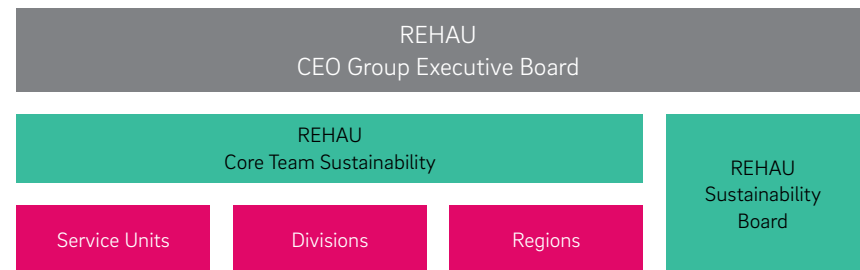 REHAU
CEO Group Executive Board
REHAU
Core Team Sustainability
REHAU
Sustainability
Board
Service Units
Divisions
Regions